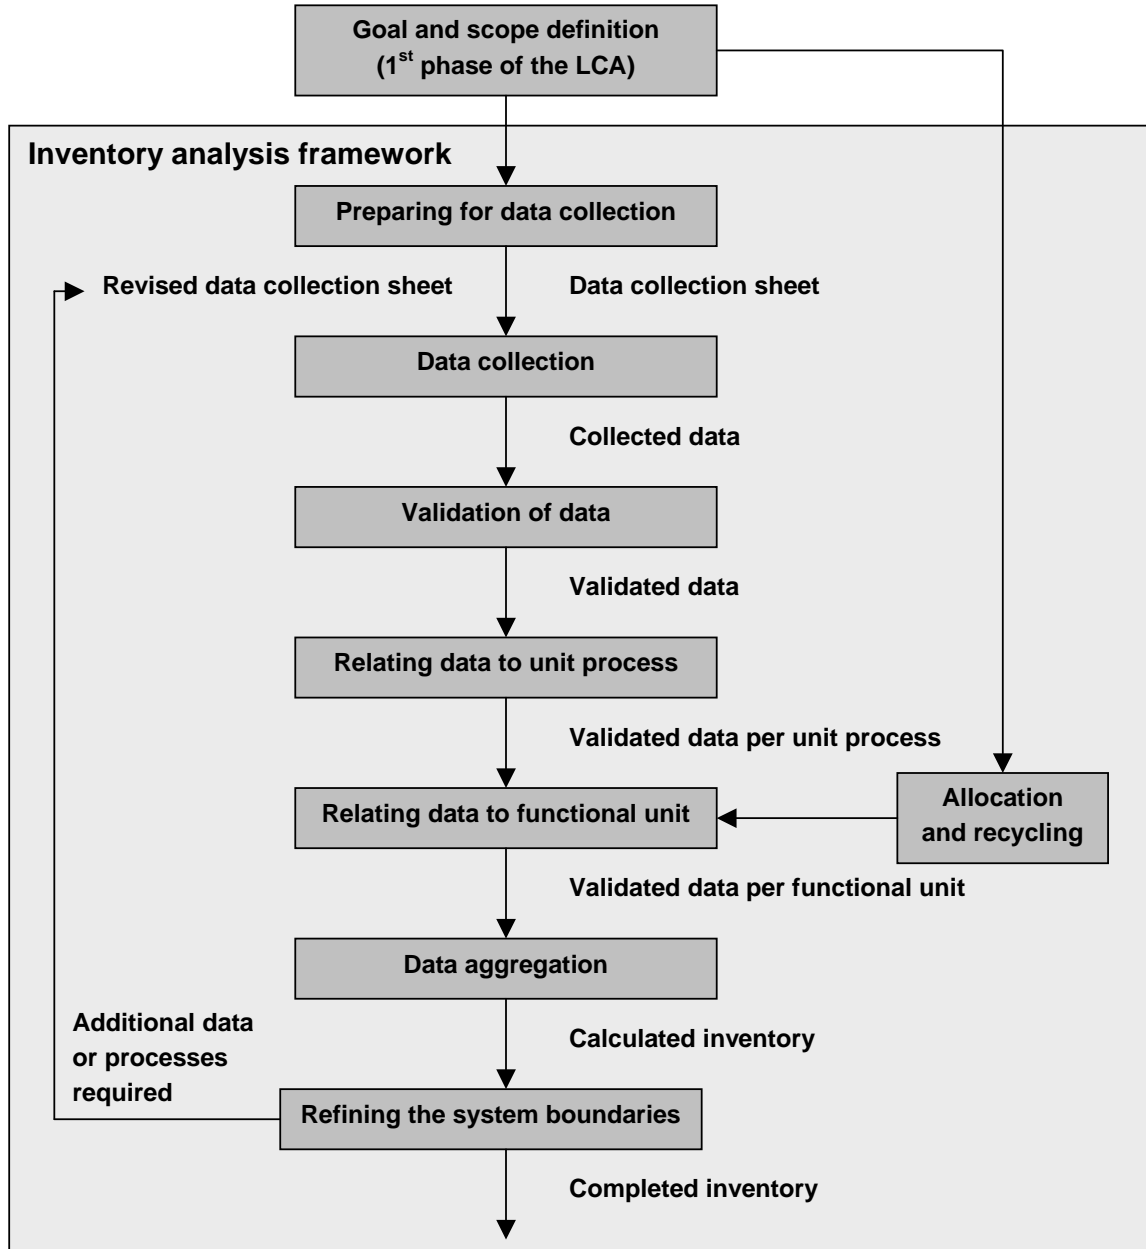 Goal and scope definition
(1st phase of the LCA)
Inventory analysis framework
Preparing for data collection
Revised data collection sheet
Data collection sheet
Data collection
Collected data
Validation of data
Validated data
Relating data to unit process
Validated data per unit process
Relating data to functional unit
Allocation
and recycling
Validated data per functional unit
Data aggregation
Additional data
or processes
required
Calculated inventory
Refining the system boundaries
Completed inventory